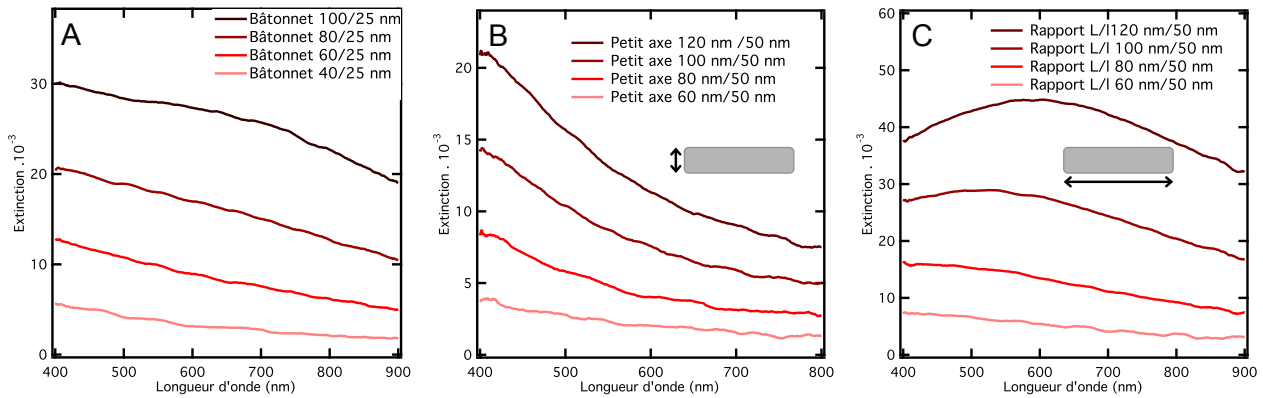 A
Bâtonnet 100/25 nm
Bâtonnet 80/25 nm
Bâtonnet 60/25 nm
Bâtonnet 40/25 nm
Extinction .10⁻³
30
20
10
0
400 500 600 700 800 900
Longueur d'onde (nm)
B
Petit axe 120 nm /50 nm
Petit axe 100 nm/50 nm
Petit axe 80 nm/50 nm
Petit axe 60 nm/50 nm
Extinction .10⁻³
20
15
10
5
0
400 500 600 700 800
Longueur d'onde (nm)
C
Rapport L/l120 nm/50 nm
Rapport L/l 100 nm/50 nm
Rapport L/l 80 nm/50 nm
Rapport L/l 60 nm/50 nm
Extinction . 10⁻³
60
50
40
30
20
10
0
400 500 600 700 800 900
Longueur d'onde (nm)